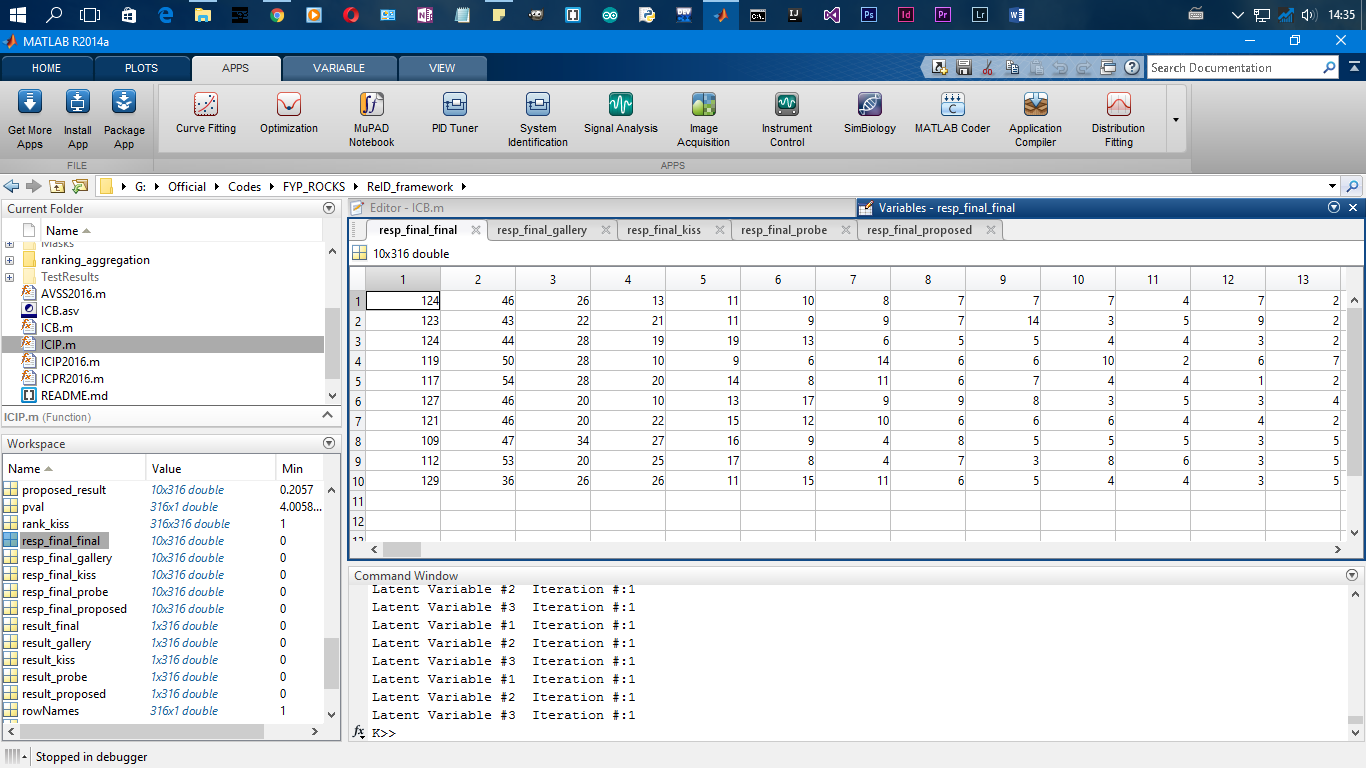 14:35
MATLAB R2014a
HOME PLOTS APPS VARIABLE VIEW
Search Documentation
Get More Apps
Install App
Package App
Curve Fitting
Optimization
MuPAD Notebook
PID Tuner
System Identification
Signal Analysis
Image Acquisition
Instrument Control
SimBiology
MATLAB Coder
Application Compiler
Distribution Fitting
FILE APPS
G: Official Codes FYP_ROCKS ReID_framework
Current Folder
Name
Masks
ranking_aggregation
TestResults
AVSS2016.m
ICB.asv
ICB.m
ICIP.m
ICIP2016.m
ICPR2016.m
README.md
ICIP.m (Function)
Workspace
Name Value Min
proposed_result 10x316 double 0.2057
pval 316x1 double 4.0058...
rank_kiss 316x316 double 1
resp_final_final 10x316 double 0
resp_final_gallery 10x316 double 0
resp_final_kiss 10x316 double 0
resp_final_probe 10x316 double 0
resp_final_proposed 10x316 double 0
result_final 1x316 double 0
result_gallery 1x316 double 0
result_kiss 1x316 double 0
result_probe 1x316 double 0
result_proposed 1x316 double 0
rowNames 316x1 double 1
Editor - ICB.m
Variables - resp_final_final
resp_final_final resp_final_gallery resp_final_kiss resp_final_probe resp_final_proposed
10x316 double
1 2 3 4 5 6 7 8 9 10 11 12 13
1 124 46 26 13 11 10 8 7 7 7 4 7 2
2 123 43 22 21 11 9 9 7 14 3 5 9 2
3 124 44 28 19 19 13 6 5 5 4 4 3 2
4 119 50 28 10 9 6 14 6 6 10 2 6 7
5 117 54 28 20 14 8 11 6 7 4 4 1 2
6 127 46 20 10 13 17 9 9 8 3 5 3 4
7 121 46 20 22 15 12 10 6 6 6 4 4 2
8 109 47 34 27 16 9 4 8 5 5 5 3 5
9 112 53 20 25 17 8 4 7 3 8 6 3 5
10 129 36 26 26 11 15 11 6 5 4 4 3 5
11
12
13
Command Window
Latent Variable #2 Iteration #:1
Latent Variable #3 Iteration #:1
Latent Variable #1 Iteration #:1
Latent Variable #2 Iteration #:1
Latent Variable #3 Iteration #:1
Latent Variable #1 Iteration #:1
Latent Variable #2 Iteration #:1
Latent Variable #3 Iteration #:1
fx K>>
Stopped in debugger